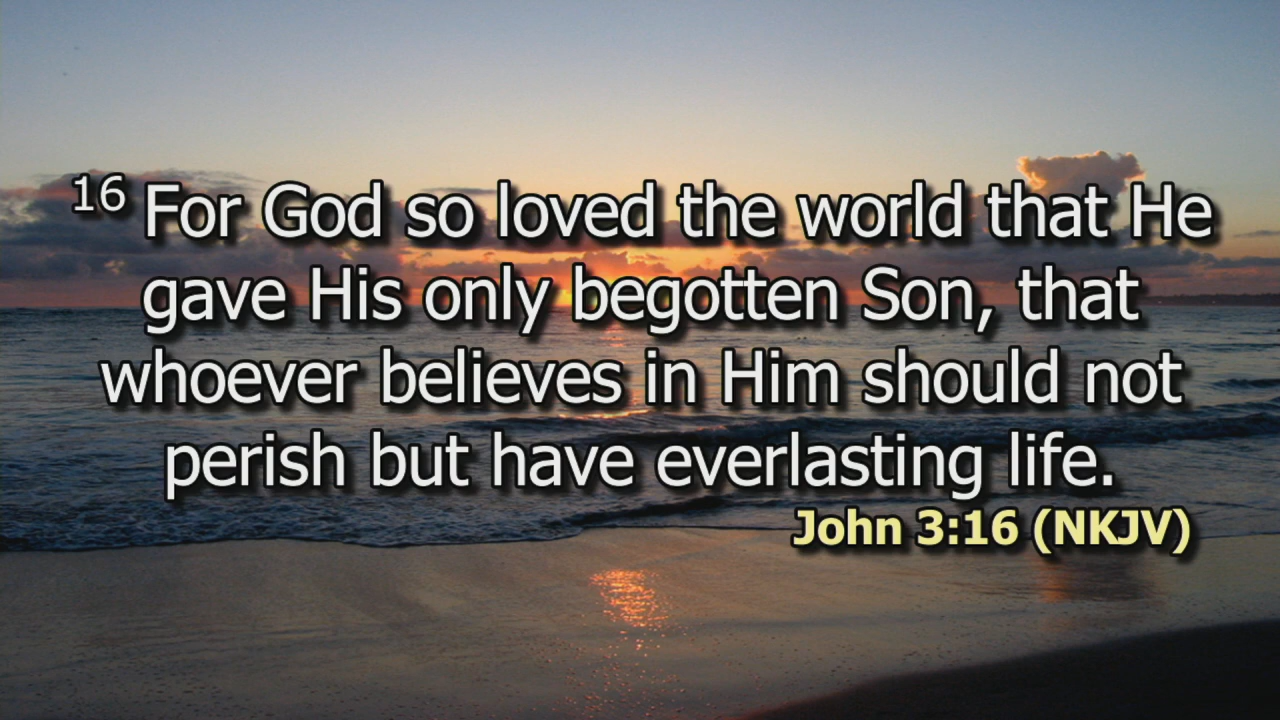 16 For God so loved the world that He
gave His only begotten Son, that
whoever believes in Him should not
perish but have everlasting life.
John 3:16 (NKJV)